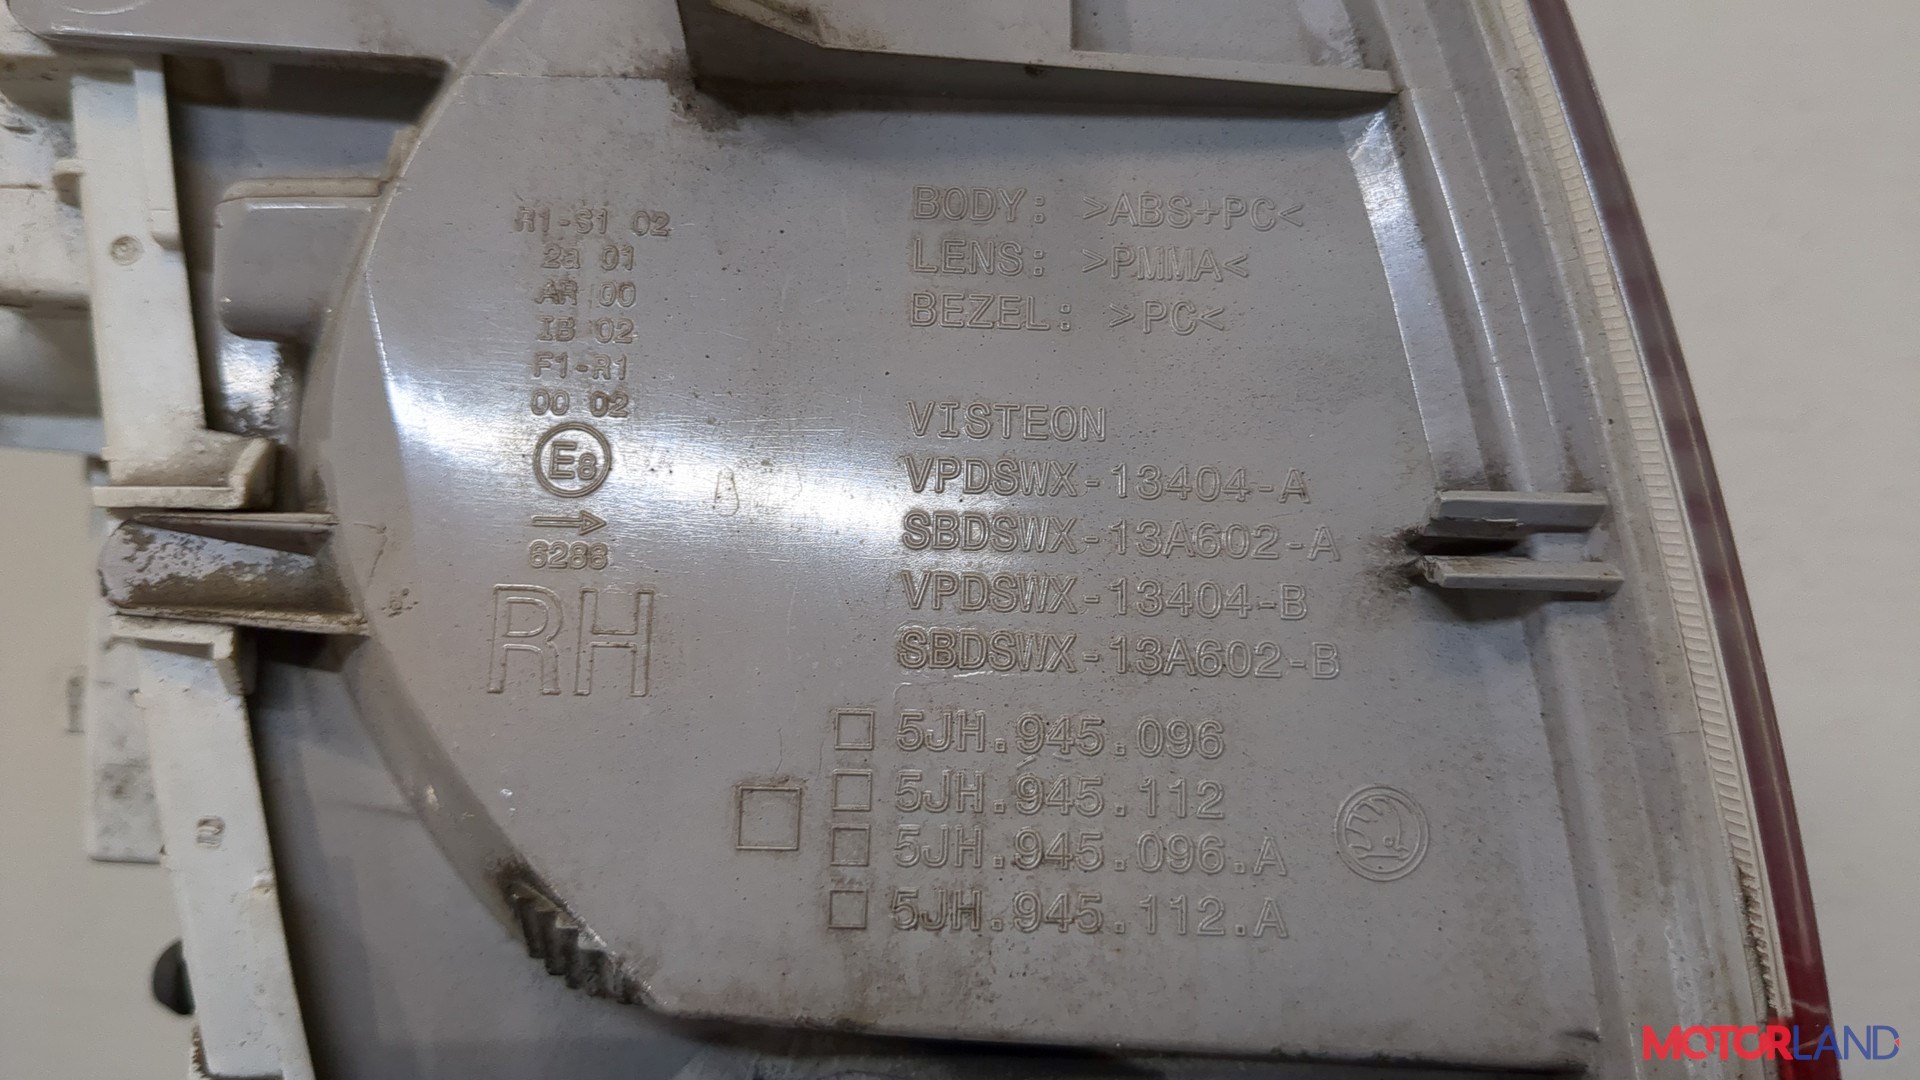 R1-S1 02
2a 01
AR 00
IB 02
F1-R1
00 02
E8
6288
RH
BODY: >ABS+PC<
LENS: >PMMA<
BEZEL: >PC<
VISTEON
VPDSWX-13404-A
SBDSWX-13A602-A
VPDSWX-13404-B
SBDSWX-13A602-B
5JH.945.096
5JH.945.112
5JH.945.096.A
5JH.945.112.A
2
MOTORLAND